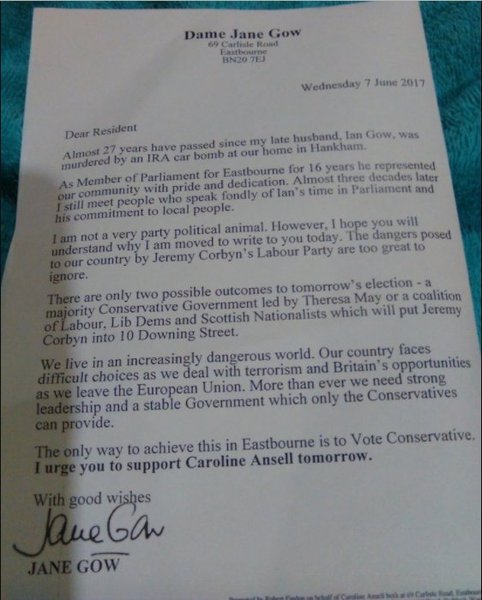 Dame Jane Gow
69 Carlisle Road
Eastbourne
BN20 7EJ
Wednesday 7 June 2017
Dear Resident
Almost 27 years have passed since my late husband, Ian Gow, was
murdered by an IRA car bomb at our home in Hankham.
As Member of Parliament for Eastbourne for 16 years he represented
our community with pride and dedication. Almost three decades later
I still meet people who speak fondly of Ian's time in Parliament and
his commitment to local people.
I am not a very party political animal. However, I hope you will
understand why I am moved to write to you today. The dangers posed
to our country by Jeremy Corbyn's Labour Party are too great to
ignore.
There are only two possible outcomes to tomorrow's election - a
majority Conservative Government led by Theresa May or a coalition
of Labour, Lib Dems and Scottish Nationalists which will put Jeremy
Corbyn into 10 Downing Street.
We live in an increasingly dangerous world. Our country faces
difficult choices as we deal with terrorism and Britain's opportunities
as we leave the European Union. More than ever we need strong
leadership and a stable Government which only the Conservatives
can provide.
The only way to achieve this in Eastbourne is to Vote Conservative.
I urge you to support Caroline Ansell tomorrow.
With good wishes
Jane Gow
JANE GOW
on behalf of Caroline Ansell both at 69 Carlisle Road,